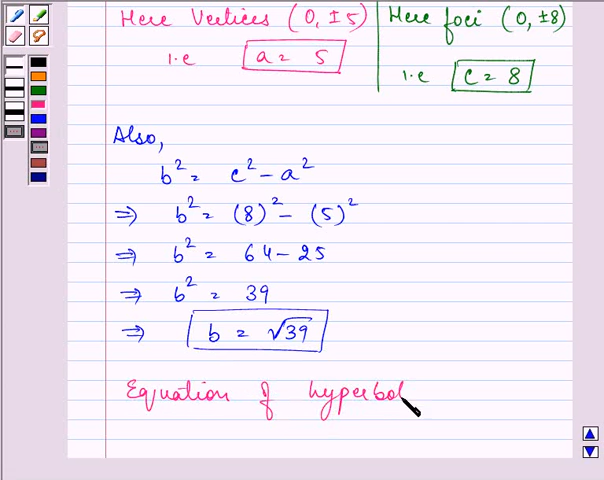 Here Vertices (0, ±5)
i.e a = 5
Here foci (0, ±8)
i.e c = 8
Also,
b² = c² − a²
⇒ b² = (8)² − (5)²
⇒ b² = 64 − 25
⇒ b² = 39
⇒ b = √39
Equation of hyperbol